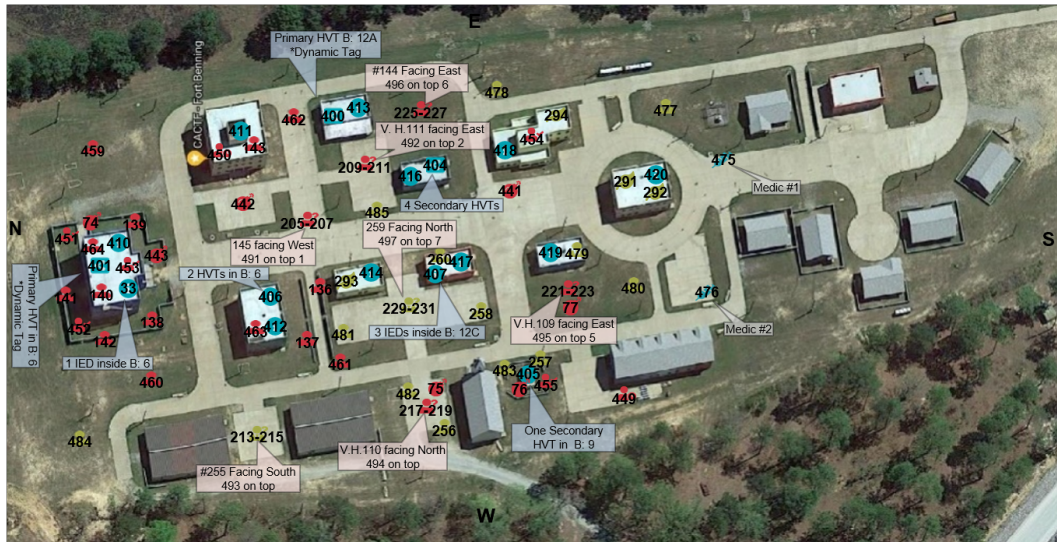 E
Primary HVT B: 12A
*Dynamic Tag
#144 Facing East
496 on top 6
CACTF - Fort Benning
478
477
462
400
413
225-227
294
V. H.111 facing East
492 on top 2
411
450
143
459
454
418
209-211
404
416
475
Medic #1
4 Secondary HVTs
420
291
292
442
441
485
205-207
145 facing West
491 on top 1
259 Facing North
497 on top 7
N
S
74
139
451
464
410
443
401
453
33
140
141
452
142
138
Primary HVT in B: 6
*Dynamic Tag
1 IED inside B: 6
2 HVTs in B: 6
406
412
463
136
293
414
260
417
407
419
479
229-231
258
3 IEDs inside B: 12C
221-223
77
480
476
Medic #2
V.H.109 facing East
495 on top 5
137
481
461
460
484
213-215
#255 Facing South
493 on top
482
75
217-219
256
V.H.110 facing North
494 on top
483
257
405
76
455
449
One Secondary
HVT in B: 9
W